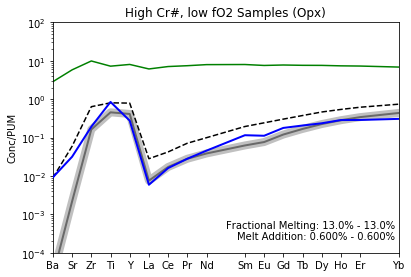 High Cr#, low fO2 Samples (Opx)
Conc/PUM
10²
10¹
10⁰
10⁻¹
10⁻²
10⁻³
10⁻⁴
Fractional Melting: 13.0% - 13.0%
Melt Addition: 0.600% - 0.600%
Ba Sr Zr Ti Y La Ce Pr Nd Sm Eu Gd Tb Dy Ho Er Yb